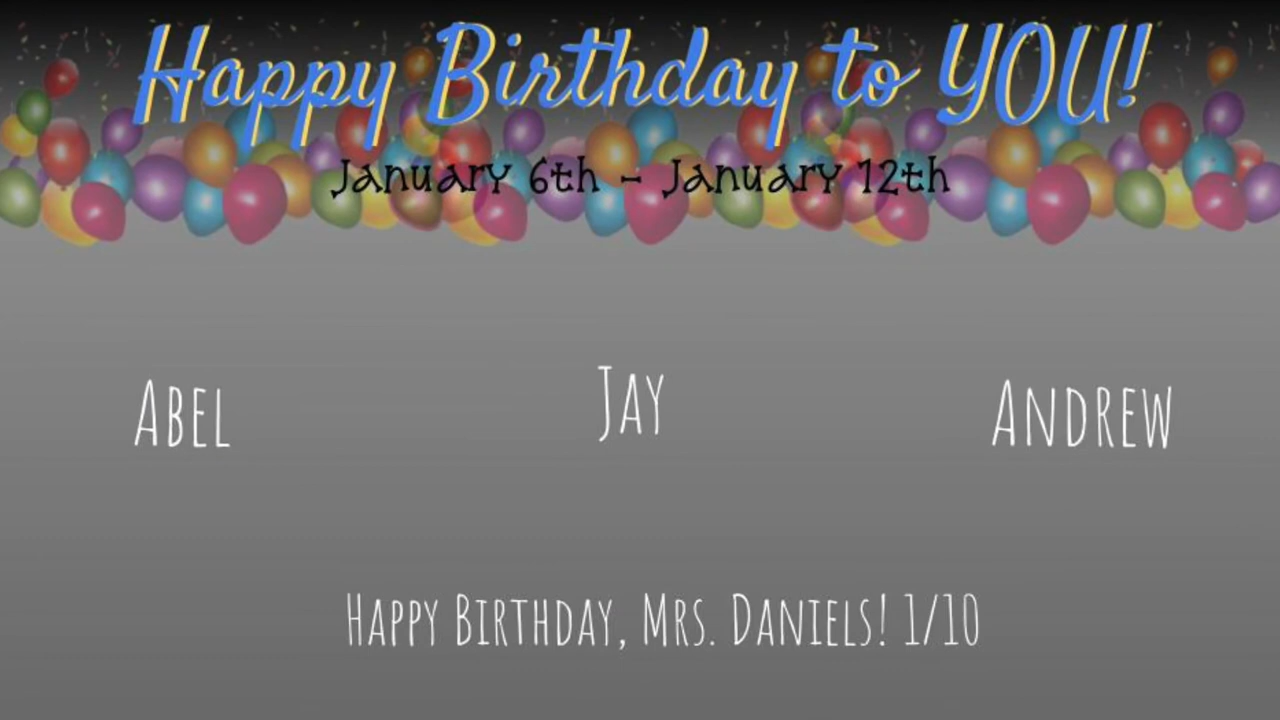 Happy Birthday to YOU!
January 6th - January 12th
Abel Jay Andrew
Happy Birthday, Mrs. Daniels! 1/10